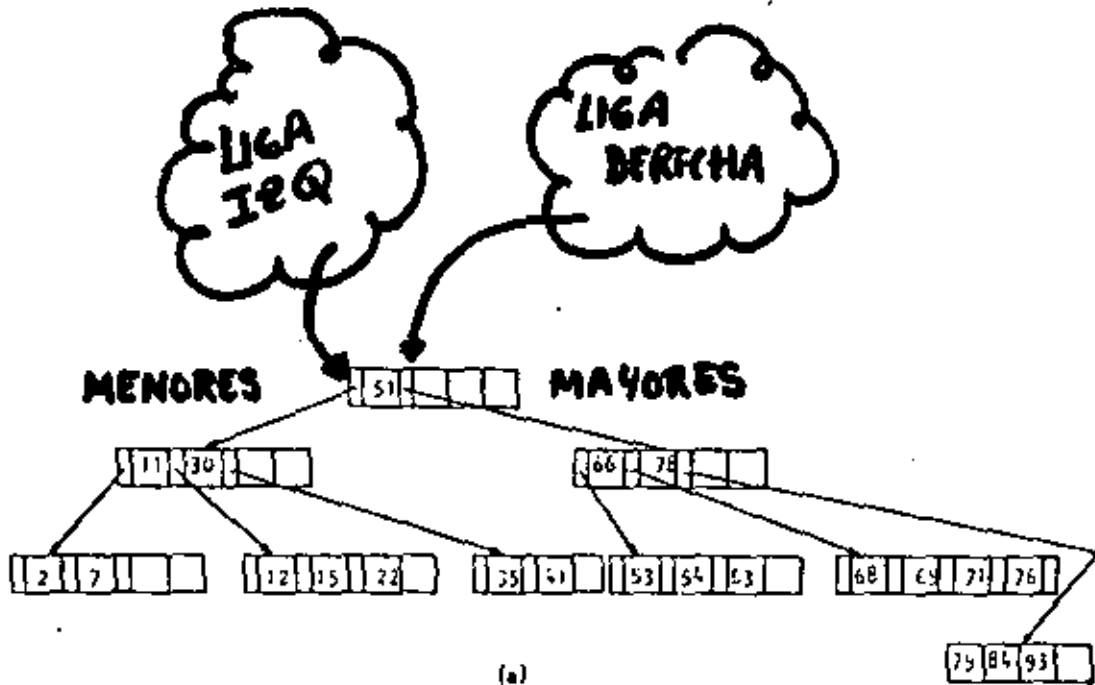 LIGA
IZQ
LIGA
DERECHA
MENORES
51
MAYORES
11 30
66 78
2 7
12 15 22
35 41
53 54 63
68 69 71 76
79 84 93
(a)